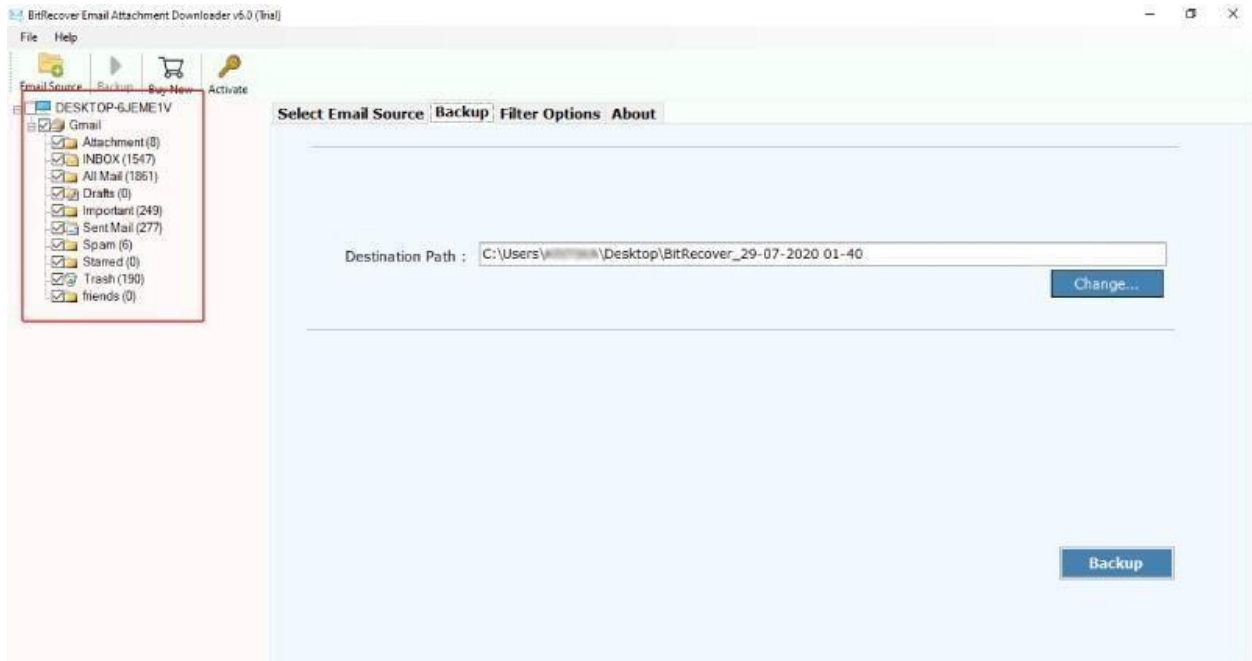 BitRecover Email Attachment Downloader v6.0 (Trial)
File Help
Email Source Backup Buy Now Activate
DESKTOP-6JEME1V
Gmail
Attachment (8)
INBOX (1547)
All Mail (1861)
Drafts (0)
Important (249)
Sent Mail (277)
Spam (6)
Starred (0)
Trash (190)
friends (0)
Select Email Source Backup Filter Options About
Destination Path : C:\Users\ \Desktop\BitRecover_29-07-2020 01-40
Change...
Backup